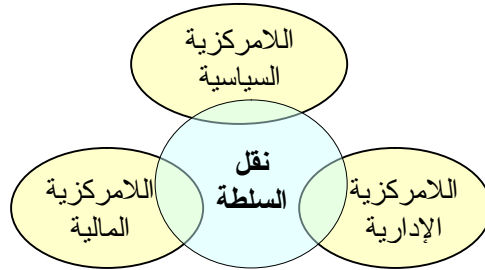 اللامركزية
السياسية
نقل
السلطة
اللامركزية
الإدارية
اللامركزية
المالية